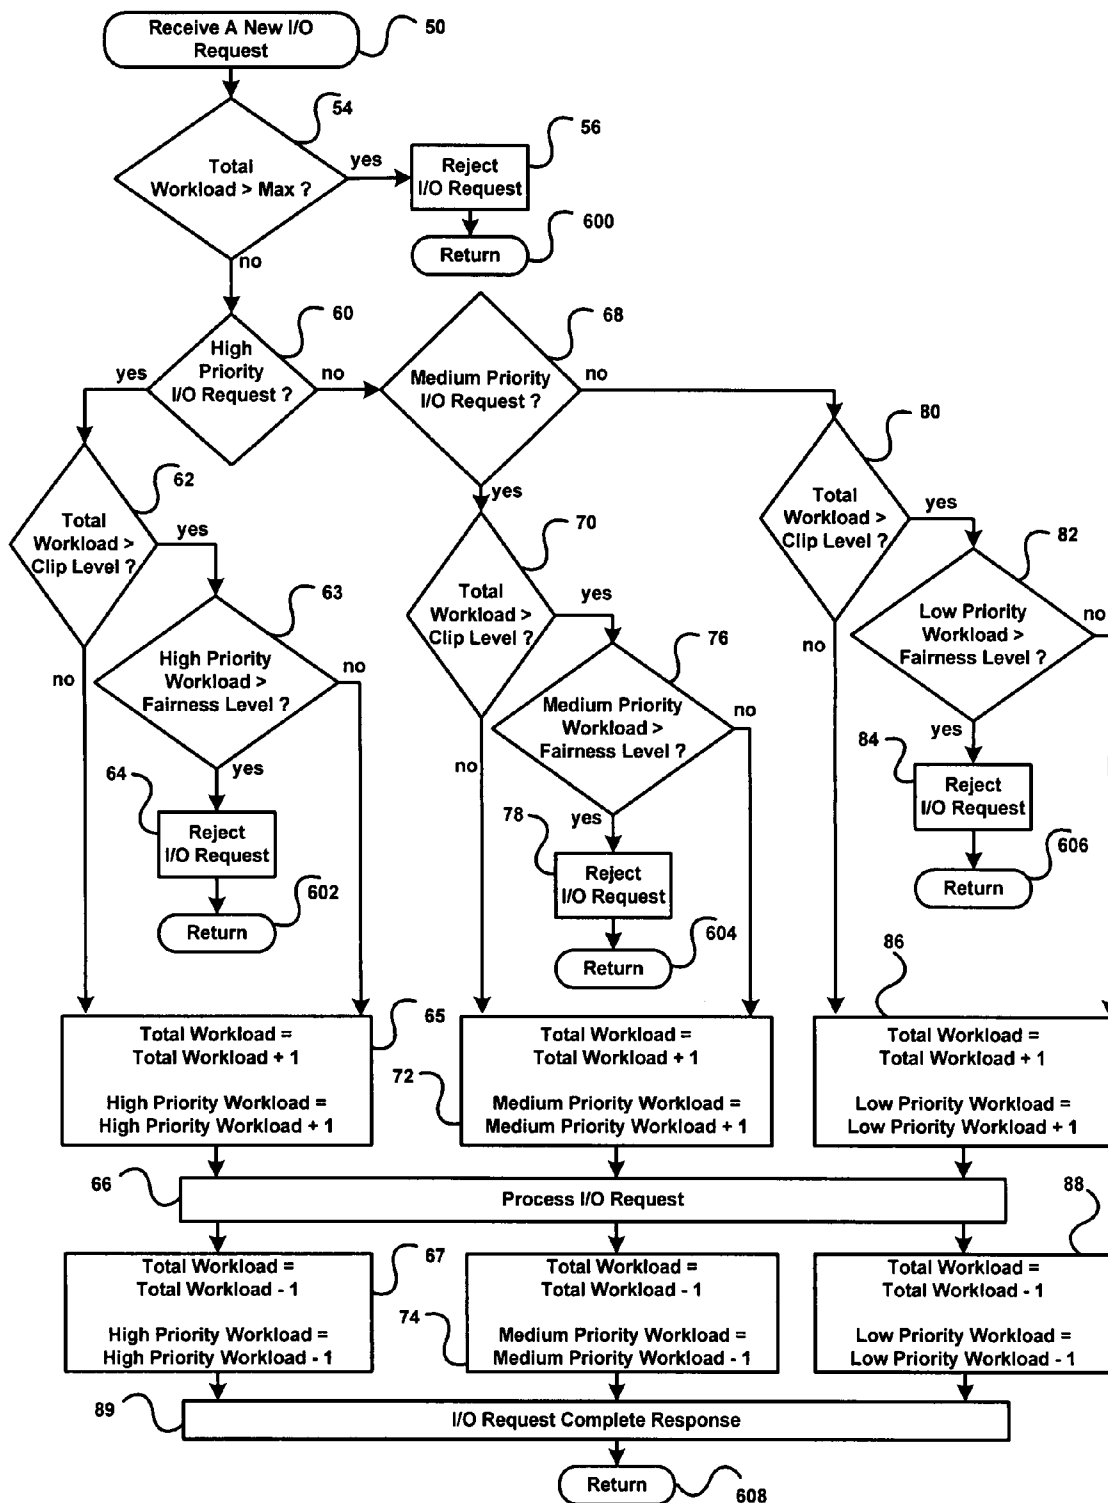 Receive A New I/O
Request
50
54
Total
Workload > Max ?
yes
56
Reject
I/O Request
600
Return
no
60
High
Priority
I/O Request ?
yes
no
68
Medium Priority
I/O Request ?
no
yes
62
Total
Workload >
Clip Level ?
yes
no
63
High Priority
Workload >
Fairness Level ?
no
yes
64
Reject
I/O Request
602
Return
70
Total
Workload >
Clip Level ?
yes
no
76
Medium Priority
Workload >
Fairness Level ?
no
yes
78
Reject
I/O Request
604
Return
80
Total
Workload >
Clip Level ?
yes
no
82
Low Priority
Workload >
Fairness Level ?
no
yes
84
Reject
I/O Request
606
Return
65
Total Workload =
Total Workload + 1
High Priority Workload =
High Priority Workload + 1
72
Total Workload =
Total Workload + 1
Medium Priority Workload =
Medium Priority Workload + 1
86
Total Workload =
Total Workload + 1
Low Priority Workload =
Low Priority Workload + 1
66
Process I/O Request
67
Total Workload =
Total Workload - 1
High Priority Workload =
High Priority Workload - 1
74
Total Workload =
Total Workload - 1
Medium Priority Workload =
Medium Priority Workload - 1
88
Total Workload =
Total Workload - 1
Low Priority Workload =
Low Priority Workload - 1
89
I/O Request Complete Response
Return
608